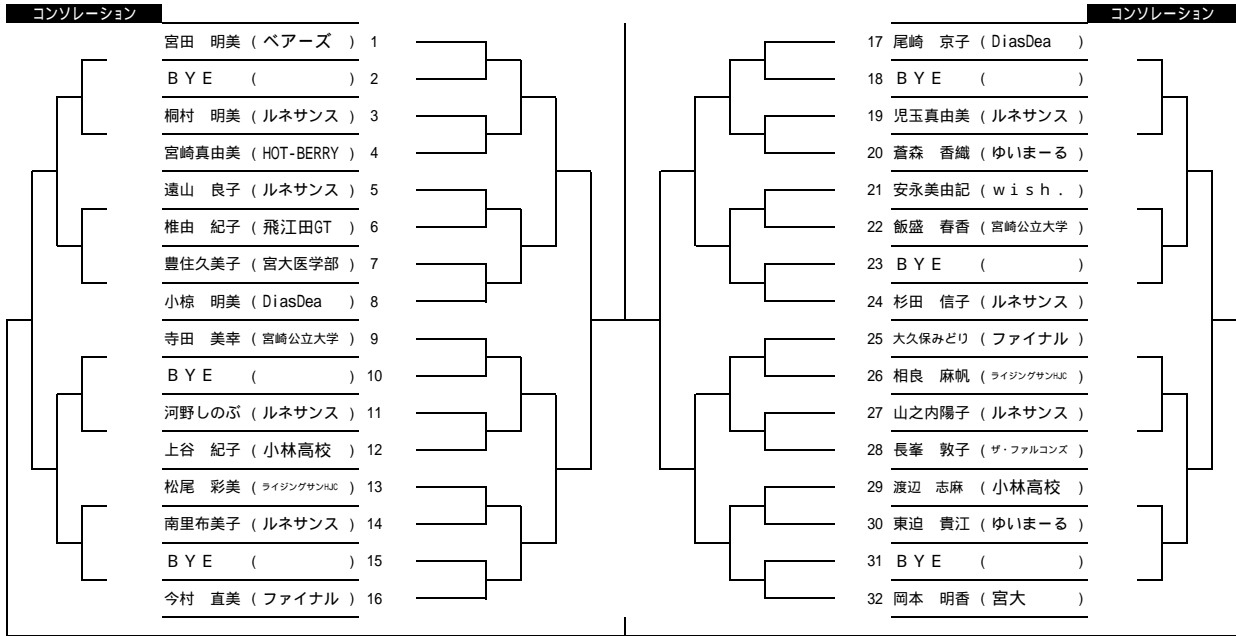 コンソレーション
宮田　明美 ( ベアーズ ) 1
ＢＹＥ ( ) 2
桐村　明美 ( ルネサンス ) 3
宮崎真由美 ( HOT-BERRY ) 4
遠山　良子 ( ルネサンス ) 5
椎由　紀子 ( 飛江田GT ) 6
豊住久美子 ( 宮大医学部 ) 7
小椋　明美 ( DiasDea ) 8
寺田　美幸 ( 宮崎公立大学 ) 9
ＢＹＥ ( ) 10
河野しのぶ ( ルネサンス ) 11
上谷　紀子 ( 小林高校 ) 12
松尾　彩美 ( ライジングサンHJC ) 13
南里布美子 ( ルネサンス ) 14
ＢＹＥ ( ) 15
今村　直美 ( ファイナル ) 16
コンソレーション
17 尾崎　京子 ( DiasDea )
18 ＢＹＥ ( )
19 児玉真由美 ( ルネサンス )
20 蒼森　香織 ( ゆいまーる )
21 安永美由記 ( ｗｉｓｈ． )
22 飯盛　春香 ( 宮崎公立大学 )
23 ＢＹＥ ( )
24 杉田　信子 ( ルネサンス )
25 大久保みどり ( ファイナル )
26 相良　麻帆 ( ライジングサンHJC )
27 山之内陽子 ( ルネサンス )
28 長峯　敦子 ( ザ・ファルコンズ )
29 渡辺　志麻 ( 小林高校 )
30 東迫　貴江 ( ゆいまーる )
31 ＢＹＥ ( )
32 岡本　明香 ( 宮大 )